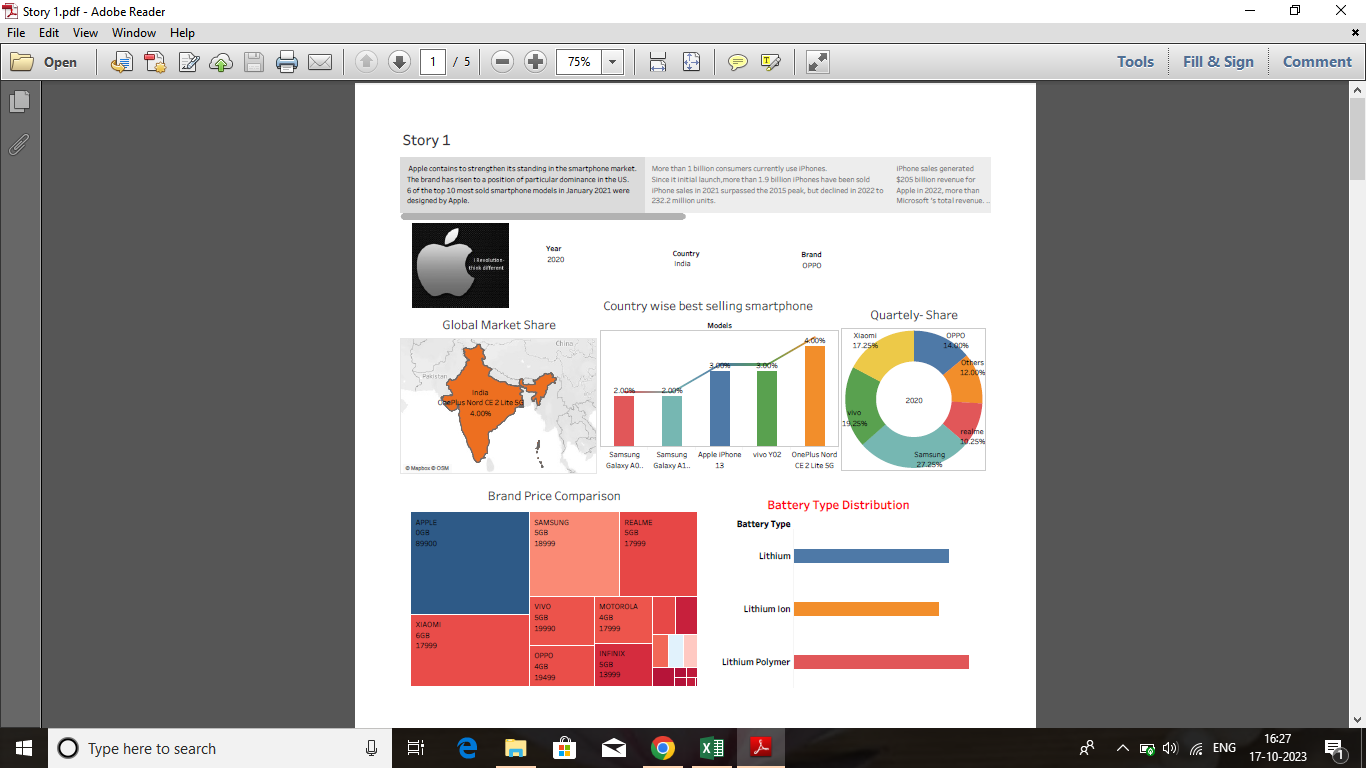 Story 1.pdf - Adobe Reader
File Edit View Window Help
Open 1 / 5 75% Tools Fill & Sign Comment
Story 1
Apple contains to strengthen its standing in the smartphone market.
The brand has risen to a position of particular dominance in the US.
6 of the top 10 most sold smartphone models in January 2021 were
designed by Apple.
More than 1 billion consumers currently use iPhones.
Since it initial launch,more than 1.9 billion iPhones have been sold
iPhone sales in 2021 surpassed the 2015 peak, but declined in 2022 to
232.2 million units.
iPhone sales generated
$205 billion revenue for
Apple in 2022, more than
Microsoft 's total revenue. ..
I Revolution-
think different
Year
2020
Country
India
Brand
OPPO
Global Market Share
China
Pakistan
India
OnePlus Nord CE 2 Lite 5G
4.00%
© Mapbox © OSM
Country wise best selling smartphone
Models
2.00% 2.00% 3.00% 3.00% 4.00%
Samsung
Galaxy A0..
Samsung
Galaxy A1..
Apple iPhone
13
vivo Y02
OnePlus Nord
CE 2 Lite 5G
Quartely- Share
Xiaomi
17.25%
OPPO
14.00%
Others
12.00%
2020
vivo
19.25%
realme
10.25%
Samsung
27.25%
Brand Price Comparison
APPLE
0GB
89900
SAMSUNG
5GB
18999
REALME
5GB
17999
XIAOMI
6GB
17999
VIVO
5GB
19990
MOTOROLA
4GB
17999
OPPO
4GB
19499
INFINIX
5GB
13999
Battery Type Distribution
Battery Type
Lithium
Lithium Ion
Lithium Polymer
Type here to search
ENG
16:27
17-10-2023
1